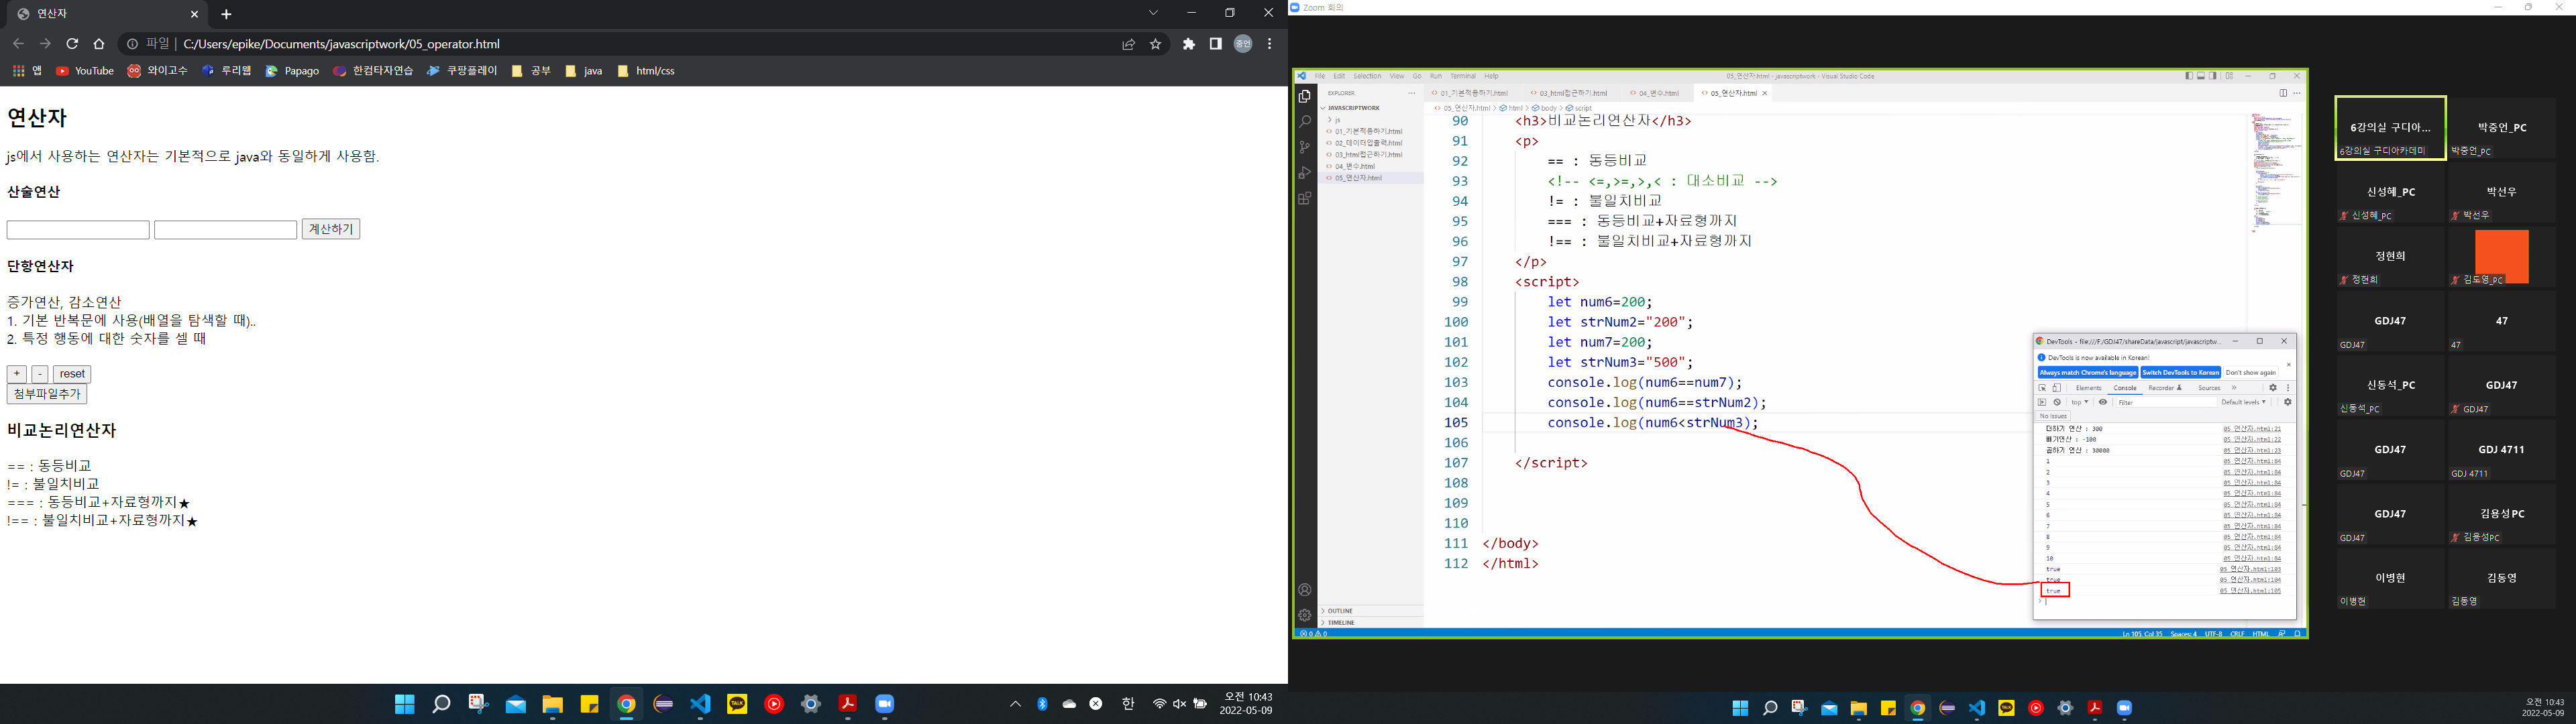 연산자
파일
C:/Users/epike/Documents/javascriptwork/05_operator.html
증언
앱
YouTube
와이고수
루리웹
Papago
한컴타자연습
쿠팡플레이
공부
java
html/css
연산자
js에서 사용하는 연산자는 기본적으로 java와 동일하게 사용함.
산술연산
계산하기
단항연산자
증가연산, 감소연산
1. 기본 반복문에 사용(배열을 탐색할 때)..
2. 특정 행동에 대한 숫자를 셀 때
+ - reset
첨부파일추가
비교논리연산자
== : 동등비교
!= : 불일치비교
=== : 동등비교+자료형까지★
!== : 불일치비교+자료형까지★
한
오전 10:43
2022-05-09
Zoom 회의
File Edit Selection View Go Run Terminal Help
05_연산자.html - javascriptwork - Visual Studio Code
EXPLORER
JAVASCRIPTWORK
js
01_기본적용하기.html
02_데이터입출력.html
03_html접근하기.html
04_변수.html
05_연산자.html
OUTLINE
TIMELINE
01_기본적용하기.html
03_html접근하기.html
04_변수.html
05_연산자.html
05_연산자.html > html > body > script
90 <h3>비교논리연산자</h3>
91 <p>
92 == : 동등비교
93 <!-- <=,>=,>,< : 대소비교 -->
94 != : 불일치비교
95 === : 동등비교+자료형까지
96 !== : 불일치비교+자료형까지
97 </p>
98 <script>
99 let num6=200;
100 let strNum2="200";
101 let num7=200;
102 let strNum3="500";
103 console.log(num6==num7);
104 console.log(num6==strNum2);
105 console.log(num6<strNum3);
106
107 </script>
108
109
110
111 </body>
112 </html>
0 0
Ln 105, Col 35 Spaces: 4 UTF-8 CRLF HTML
DevTools - file:///F:/GDJ47/shareData/javascript/javascriptw...
DevTools is now available in Korean!
Always match Chrome's language
Switch DevTools to Korean
Don't show again
Elements Console Recorder Sources »
top
Filter
Default levels
No Issues
더하기 연산 : 300 05_연산자.html:21
빼기연산 : -100 05_연산자.html:22
곱하기 연산 : 30000 05_연산자.html:23
1 05_연산자.html:84
2 05_연산자.html:84
3 05_연산자.html:84
4 05_연산자.html:84
5 05_연산자.html:84
6 05_연산자.html:84
7 05_연산자.html:84
8 05_연산자.html:84
9 05_연산자.html:84
10 05_연산자.html:84
true 05_연산자.html:103
true 05_연산자.html:104
true 05_연산자.html:105
6강의실 구디아...
6강의실 구디아카데미
박중언_PC
박중언_PC
신성혜_PC
신성혜_PC
박선우
박선우
정현희
정현희
김도영_PC
GDJ47
GDJ47
47
47
신동석_PC
신동석_PC
GDJ47
GDJ47
GDJ47
GDJ47
GDJ 4711
GDJ 4711
GDJ47
GDJ47
김용성PC
김용성PC
이병현
이병현
김동영
김동영
TALK
TALK
오전 10:43
2022-05-09